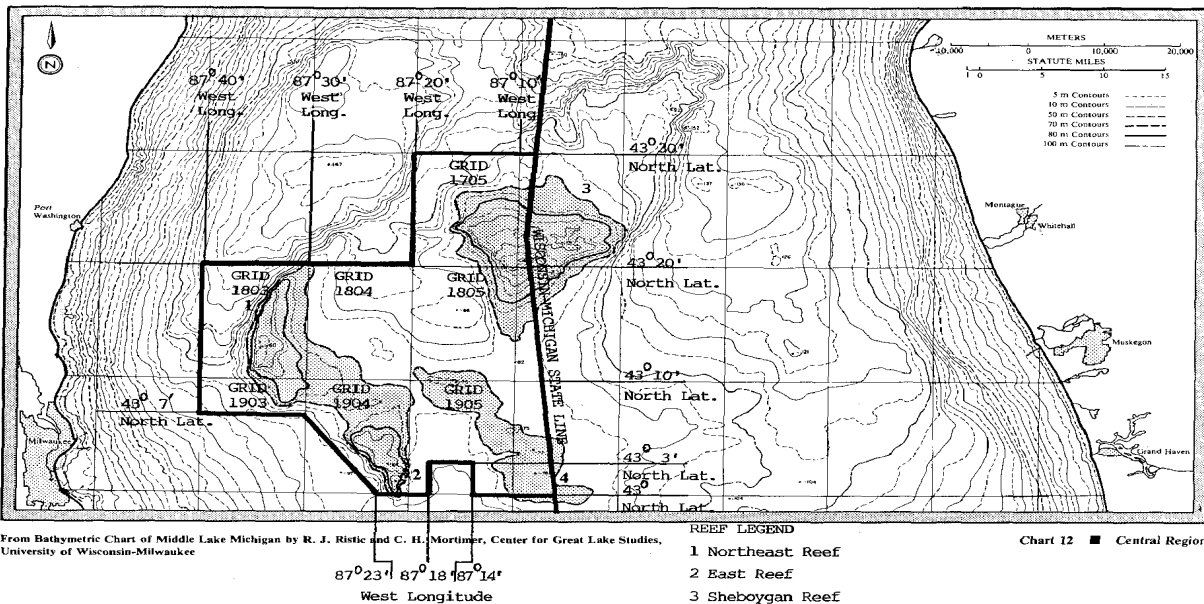 METERS
10,000 0 10,000 20,000
STATUTE MILES
1 0 5 10 15
5 m Contours
10 m Contours
50 m Contours
70 m Contours
80 m Contours
100 m Contours
N
87° 40' West Long.
87° 30' West Long.
87° 20' West Long.
87° 10' West Long.
43° 30' North Lat.
GRID 1705
3
Port Washington
Montague
Whitehall
43° 20' North Lat.
GRID 1803
GRID 1804
GRID 1805
1
WISCONSIN-MICHIGAN STATE LINE
Muskegon
43° 10' North Lat.
GRID 1903
GRID 1904
GRID 1905
43° 7' North Lat.
Milwaukee
Grand Haven
43° 3' North Lat.
2
4
43° North Lat.
From Bathymetric Chart of Middle Lake Michigan by R. J. Ristic and C. H. Mortimer, Center for Great Lake Studies,
University of Wisconsin-Milwaukee
Chart 12 ■ Central Region
87° 23' 87° 18' 87° 14'
West Longitude
REEF LEGEND
1 Northeast Reef
2 East Reef
3 Sheboygan Reef